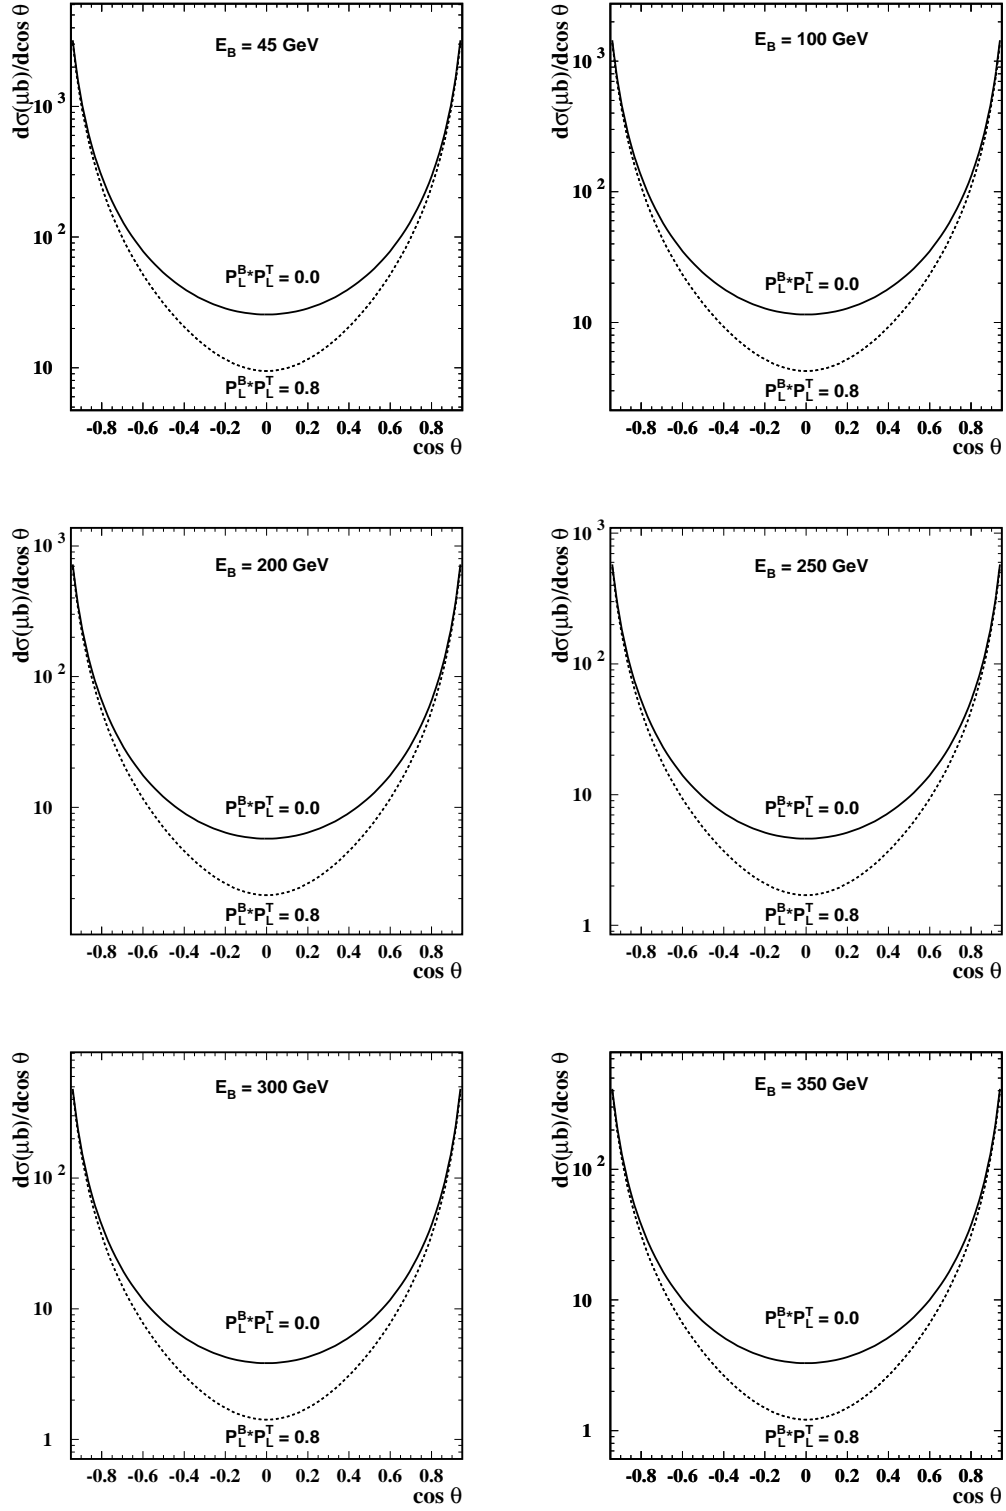 dσ(μb)/dcos θ
E_B = 45 GeV
10^3
10^2
P_L^B*P_L^T = 0.0
10
P_L^B*P_L^T = 0.8
-0.8 -0.6 -0.4 -0.2 0 0.2 0.4 0.6 0.8
cos θ
dσ(μb)/dcos θ
E_B = 100 GeV
10^3
10^2
P_L^B*P_L^T = 0.0
10
P_L^B*P_L^T = 0.8
-0.8 -0.6 -0.4 -0.2 0 0.2 0.4 0.6 0.8
cos θ
dσ(μb)/dcos θ
10^3
E_B = 200 GeV
10^2
P_L^B*P_L^T = 0.0
10
P_L^B*P_L^T = 0.8
-0.8 -0.6 -0.4 -0.2 0 0.2 0.4 0.6 0.8
cos θ
dσ(μb)/dcos θ
10^3
E_B = 250 GeV
10^2
P_L^B*P_L^T = 0.0
10
P_L^B*P_L^T = 0.8
1
-0.8 -0.6 -0.4 -0.2 0 0.2 0.4 0.6 0.8
cos θ
dσ(μb)/dcos θ
E_B = 300 GeV
10^2
P_L^B*P_L^T = 0.0
10
P_L^B*P_L^T = 0.8
1
-0.8 -0.6 -0.4 -0.2 0 0.2 0.4 0.6 0.8
cos θ
dσ(μb)/dcos θ
E_B = 350 GeV
10^2
P_L^B*P_L^T = 0.0
10
P_L^B*P_L^T = 0.8
1
-0.8 -0.6 -0.4 -0.2 0 0.2 0.4 0.6 0.8
cos θ